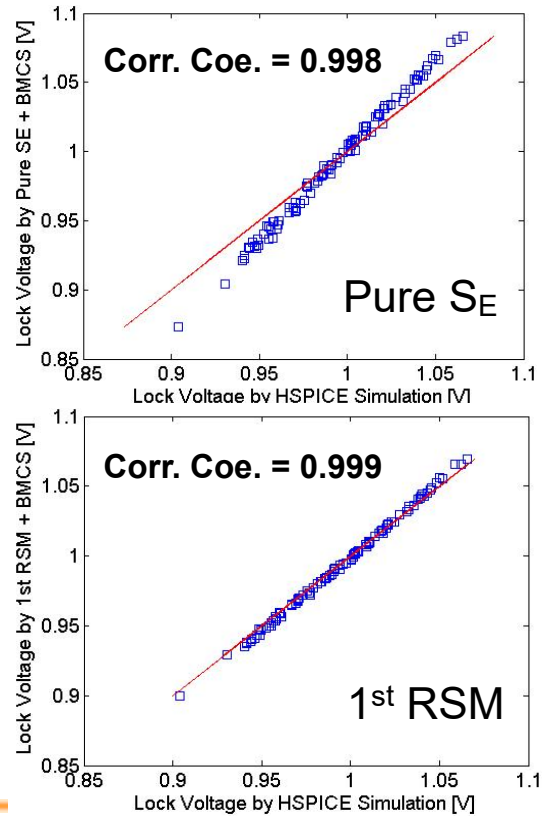 1.1
1.05
1
0.95
0.9
0.85
Lock Voltage by Pure SE + BMCS [V]
Corr. Coe. = 0.998
Pure SE
0.85 0.9 0.95 1 1.05 1.1
Lock Voltage by HSPICE Simulation [V]
1.1
1.05
1
0.95
0.9
0.85
Lock Voltage by 1st RSM + BMCS [V]
Corr. Coe. = 0.999
1st RSM
0.85 0.9 0.95 1 1.05 1.1
Lock Voltage by HSPICE Simulation [V]